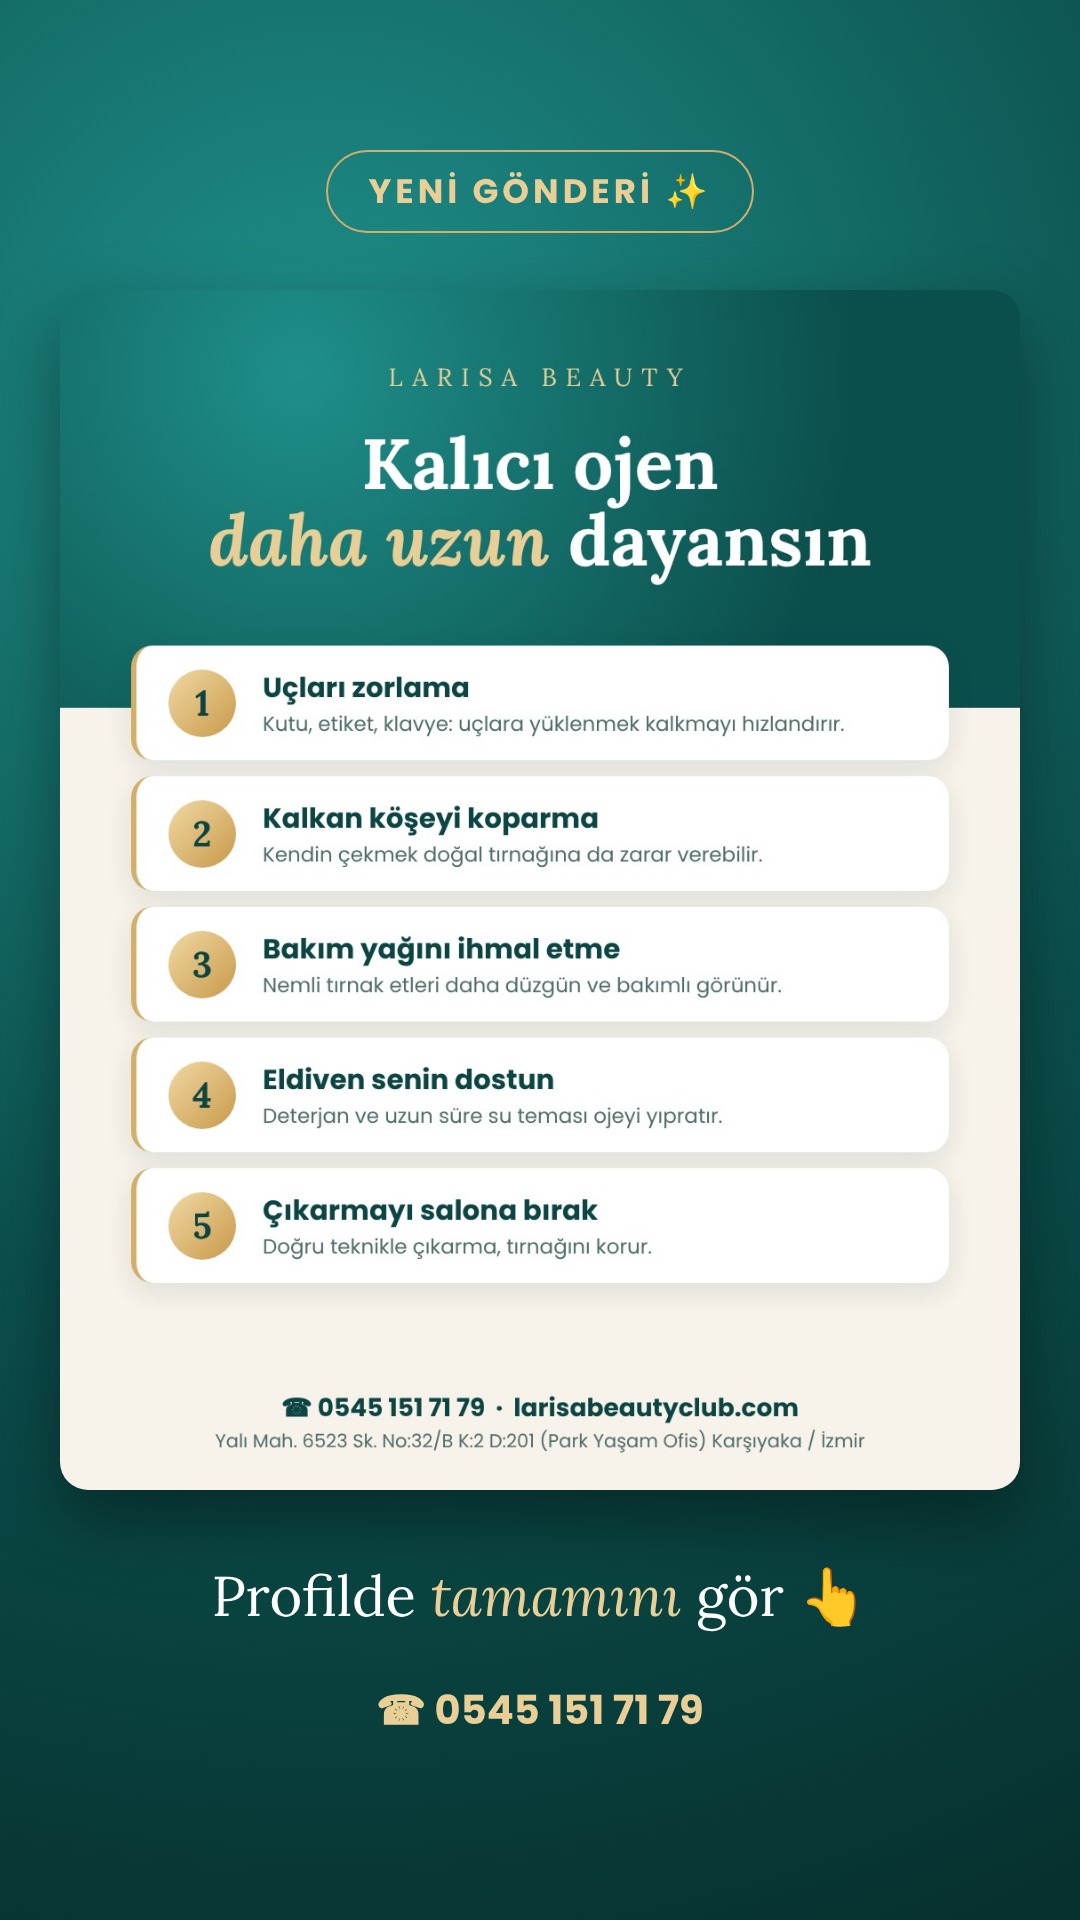 YENİ GÖNDERİ ✨
LARISA BEAUTY
Kalıcı ojen
daha uzun dayansın
1
Uçları zorlama
Kutu, etiket, klavye: uçlara yüklenmek kalkmayı hızlandırır.
2
Kalkan köşeyi koparma
Kendin çekmek doğal tırnağına da zarar verebilir.
3
Bakım yağını ihmal etme
Nemli tırnak etleri daha düzgün ve bakımlı görünür.
4
Eldiven senin dostun
Deterjan ve uzun süre su teması ojeyi yıpratır.
5
Çıkarmayı salona bırak
Doğru teknikle çıkarma, tırnağını korur.
☎ 0545 151 71 79 · larisabeautyclub.com
Yalı Mah. 6523 Sk. No:32/B K:2 D:201 (Park Yaşam Ofis) Karşıyaka / İzmir
Profilde tamamını gör 👆
☎ 0545 151 71 79